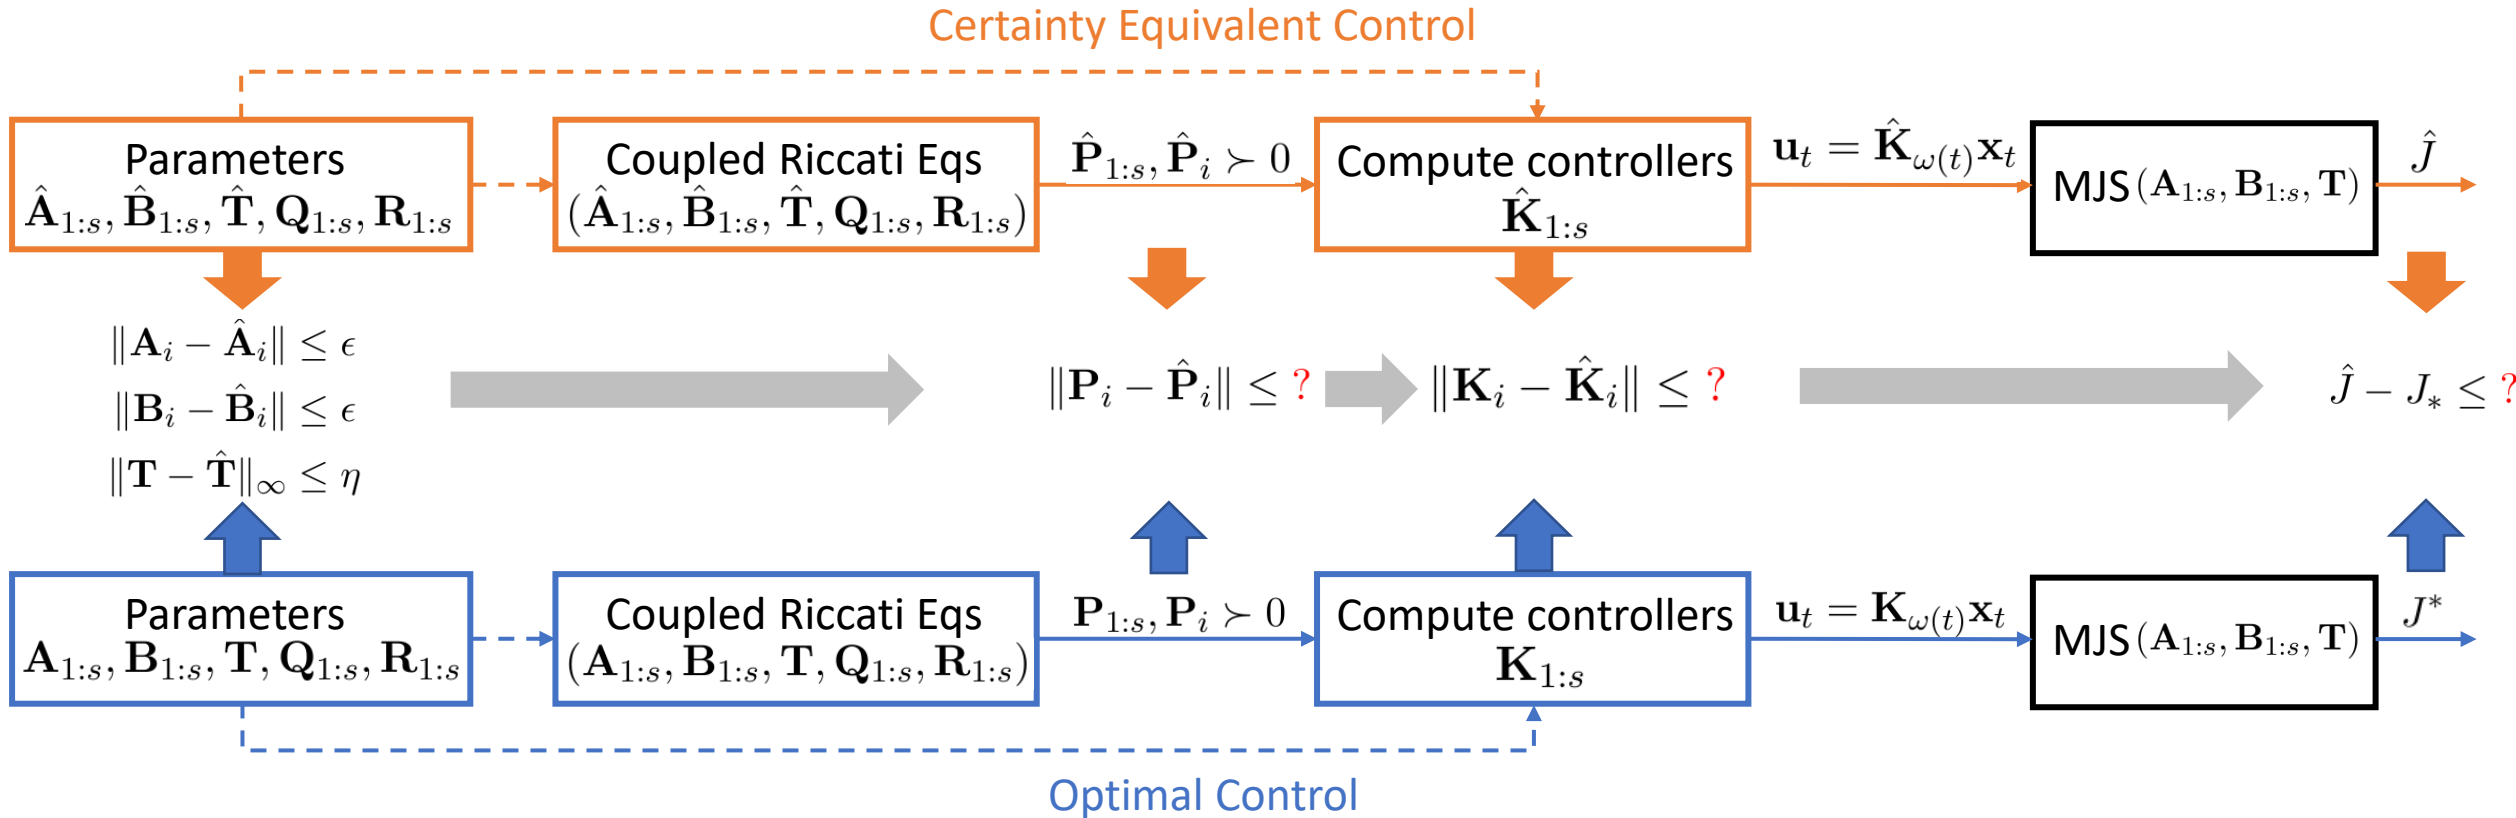 Certainty Equivalent Control
Parameters
Â_{1:s}, B̂_{1:s}, T̂, Q_{1:s}, R_{1:s}
Coupled Riccati Eqs
(Â_{1:s}, B̂_{1:s}, T̂, Q_{1:s}, R_{1:s})
P̂_{1:s}, P̂_i ≻ 0
Compute controllers
K̂_{1:s}
u_t = K̂_{ω(t)} x_t
MJS (A_{1:s}, B_{1:s}, T)
Ĵ
‖A_i − Â_i‖ ≤ ϵ
‖B_i − B̂_i‖ ≤ ϵ
‖T − T̂‖_∞ ≤ η
‖P_i − P̂_i‖ ≤ ?
‖K_i − K̂_i‖ ≤ ?
Ĵ − J_* ≤ ?
Parameters
A_{1:s}, B_{1:s}, T, Q_{1:s}, R_{1:s}
Coupled Riccati Eqs
(A_{1:s}, B_{1:s}, T, Q_{1:s}, R_{1:s})
P_{1:s}, P_i ≻ 0
Compute controllers
K_{1:s}
u_t = K_{ω(t)} x_t
MJS (A_{1:s}, B_{1:s}, T)
J^*
Optimal Control